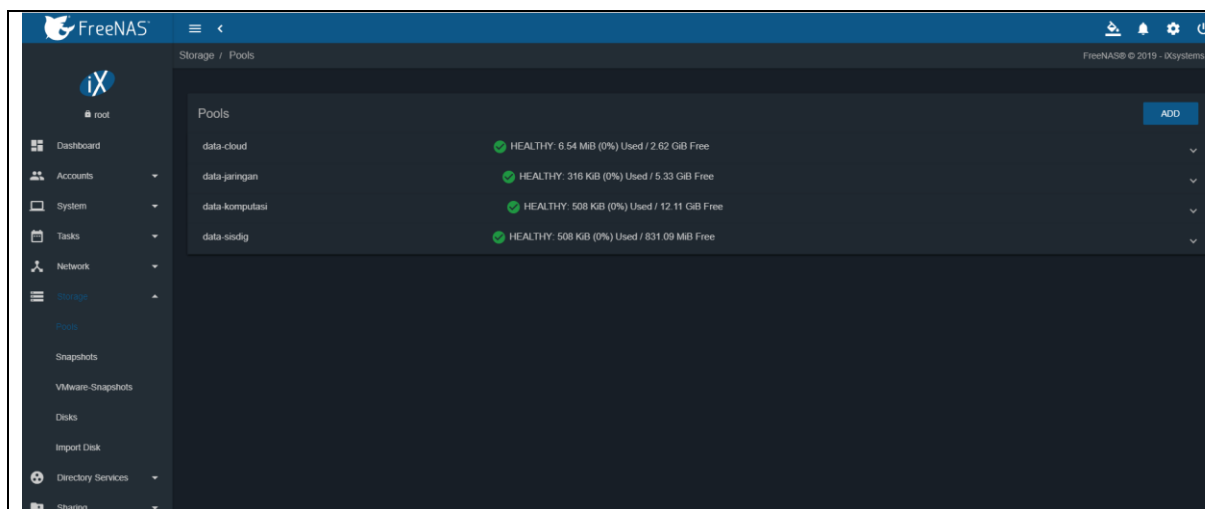 FreeNAS®
Storage / Pools
FreeNAS® © 2019 - iXsystems
iX
root
Pools
ADD
Dashboard
data-cloud
HEALTHY: 6.54 MiB (0%) Used / 2.62 GiB Free
Accounts
data-jaringan
HEALTHY: 316 KiB (0%) Used / 5.33 GiB Free
System
data-komputasi
HEALTHY: 508 KiB (0%) Used / 12.11 GiB Free
Tasks
data-sisdig
HEALTHY: 508 KiB (0%) Used / 831.09 MiB Free
Network
Storage
Pools
Snapshots
VMware-Snapshots
Disks
Import Disk
Directory Services
Sharing